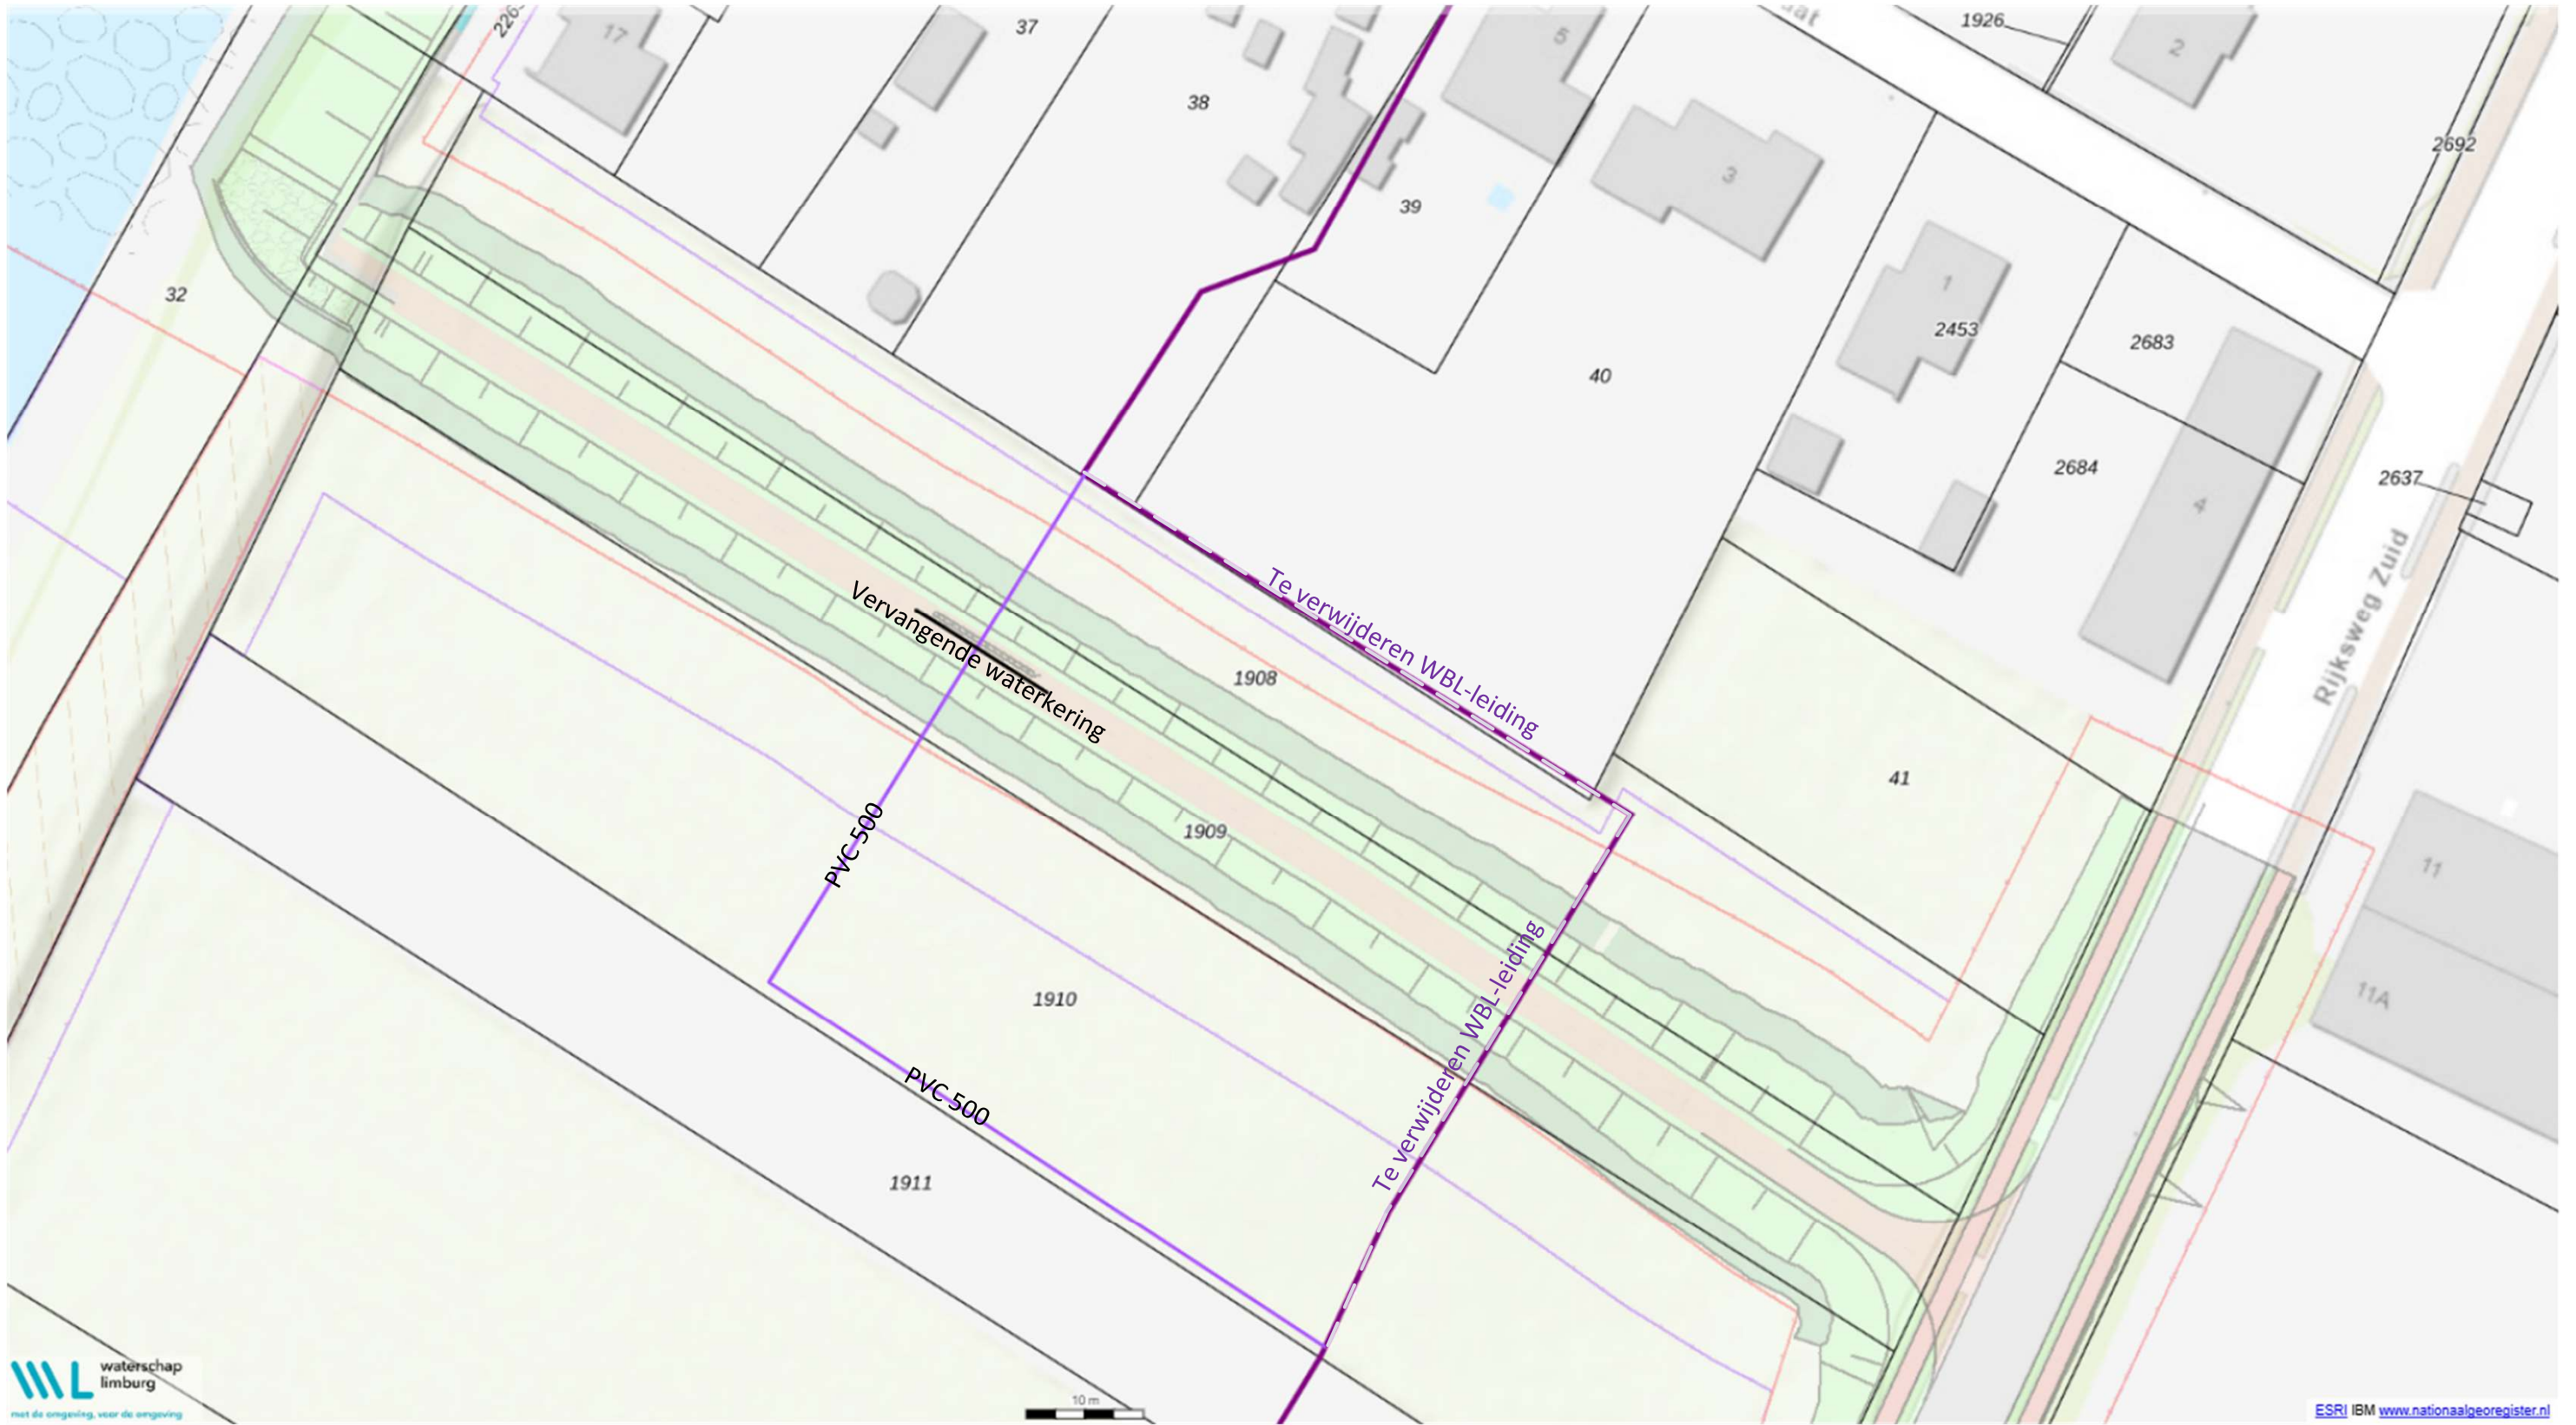 17
37
5
aat
1926
2
38
2692
39
3
32
1
2453
2683
40
2684
2637
4
Rijksweg Zuid
Te verwijderen WBL-leiding
Vervangende waterkering
1908
41
PVC 500
1909
11
11A
Te verwijderen WBL-leiding
1910
PVC 500
1911
waterschap
limburg
met de omgeving, voor de omgeving
10 m
ESRI IBM www.nationaalgeoregister.nl